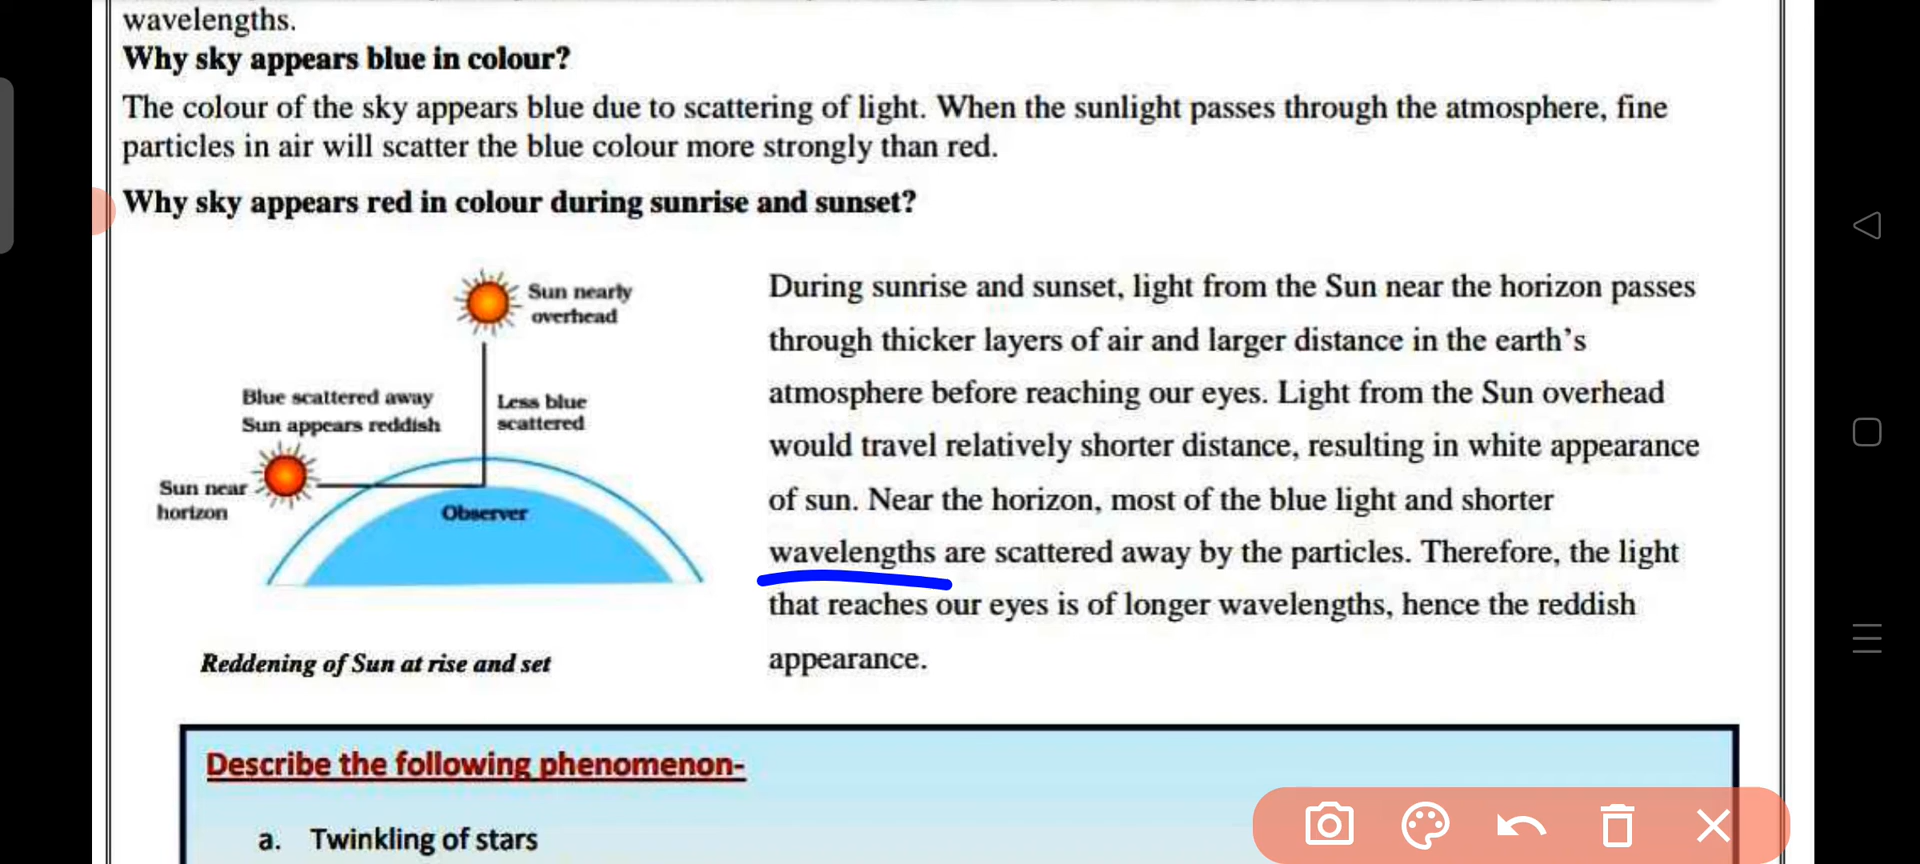 wavelengths.
Why sky appears blue in colour?
The colour of the sky appears blue due to scattering of light. When the sunlight passes through the atmosphere, fine
particles in air will scatter the blue colour more strongly than red.
Why sky appears red in colour during sunrise and sunset?
Sun nearly
overhead
Blue scattered away
Sun appears reddish
Less blue
scattered
Sun near
horizon
Observer
Reddening of Sun at rise and set
During sunrise and sunset, light from the Sun near the horizon passes
through thicker layers of air and larger distance in the earth's
atmosphere before reaching our eyes. Light from the Sun overhead
would travel relatively shorter distance, resulting in white appearance
of sun. Near the horizon, most of the blue light and shorter
wavelengths are scattered away by the particles. Therefore, the light
that reaches our eyes is of longer wavelengths, hence the reddish
appearance.
Describe the following phenomenon-
a. Twinkling of stars